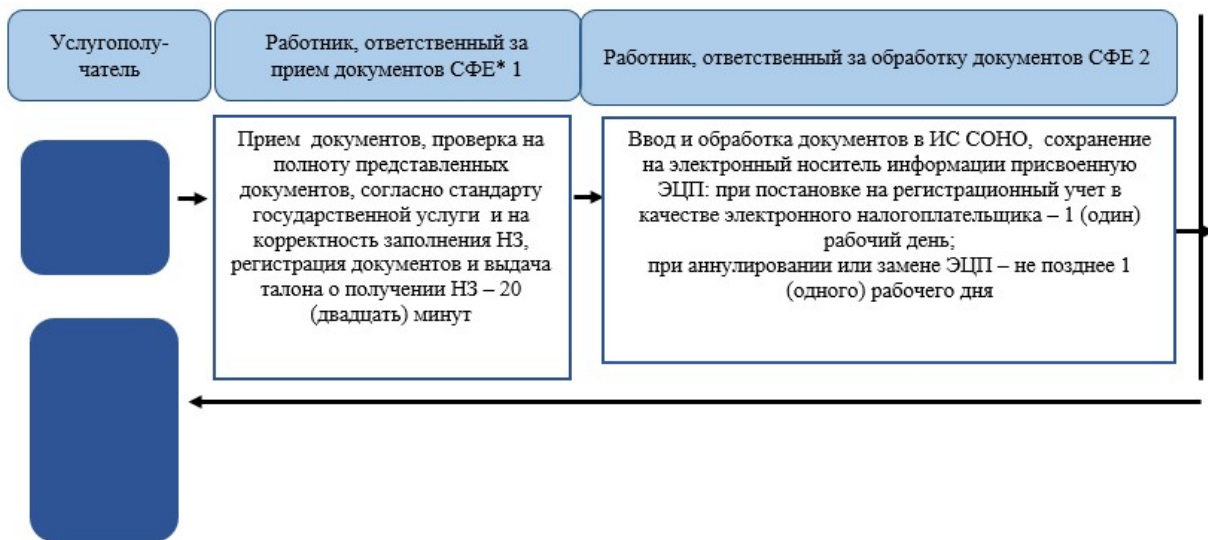 Услугополу-
чатель
Работник, ответственный за
прием документов СФЕ* 1
Работник, ответственный за обработку документов СФЕ 2
Прием документов, проверка на
полноту представленных
документов, согласно стандарту
государственной услуги и на
корректность заполнения НЗ,
регистрация документов и выдача
талона о получении НЗ – 20
(двадцать) минут
Ввод и обработка документов в ИС СОНО, сохранение
на электронный носитель информации присвоенную
ЭЦП: при постановке на регистрационный учет в
качестве электронного налогоплательщика – 1 (один)
рабочий день;
при аннулировании или замене ЭЦП – не позднее 1
(одного) рабочего дня